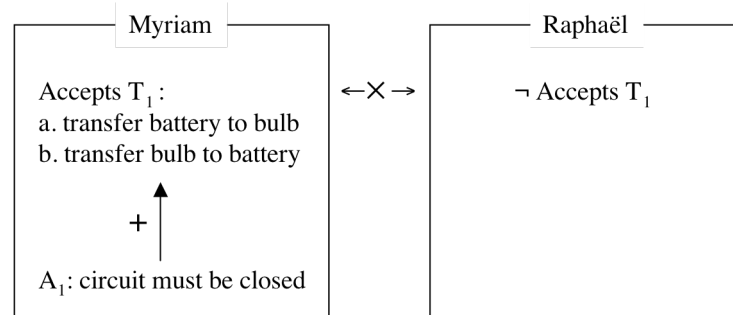 Myriam
Raphaël
Accepts T₁:
a. transfer battery to bulb
b. transfer bulb to battery
+
A₁: circuit must be closed
←×→
¬ Accepts T₁